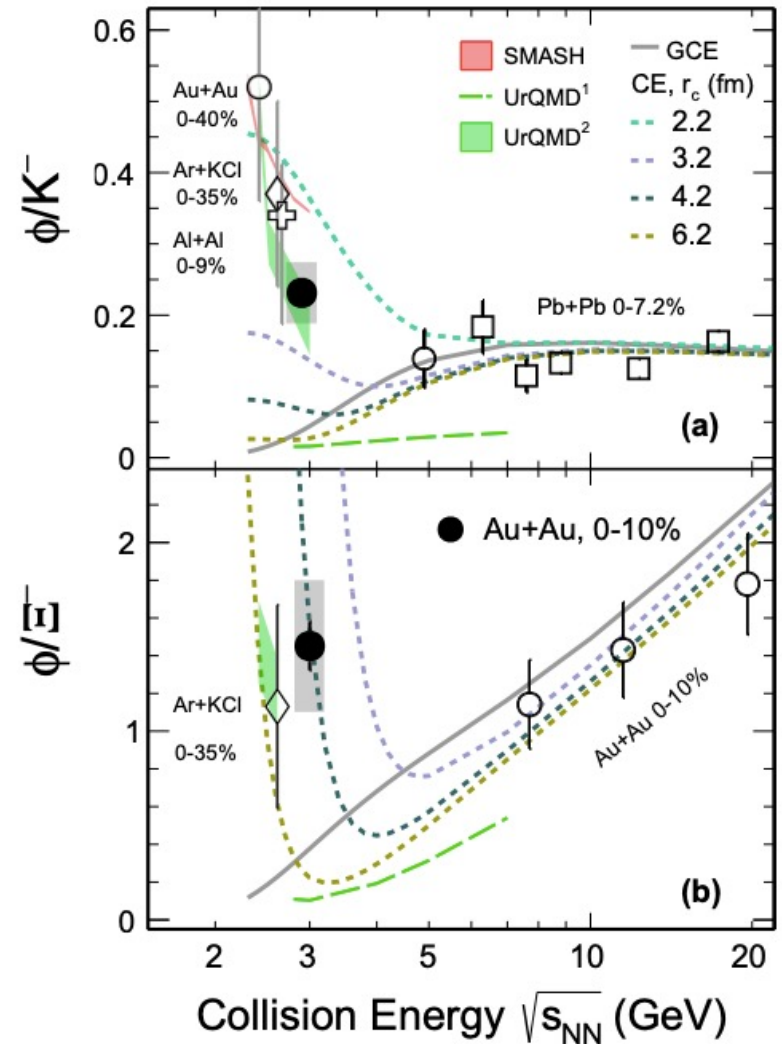 0.6
0.4
0.2
0
ϕ/K⁻
Au+Au
0-40%
Ar+KCl
0-35%
Al+Al
0-9%
SMASH
UrQMD¹
UrQMD²
GCE
CE, r_c (fm)
2.2
3.2
4.2
6.2
Pb+Pb 0-7.2%
(a)
2
1
0
ϕ/Ξ⁻
Au+Au, 0-10%
Ar+KCl
0-35%
Au+Au 0-10%
(b)
2 3 5 10 20
Collision Energy √s_NN (GeV)